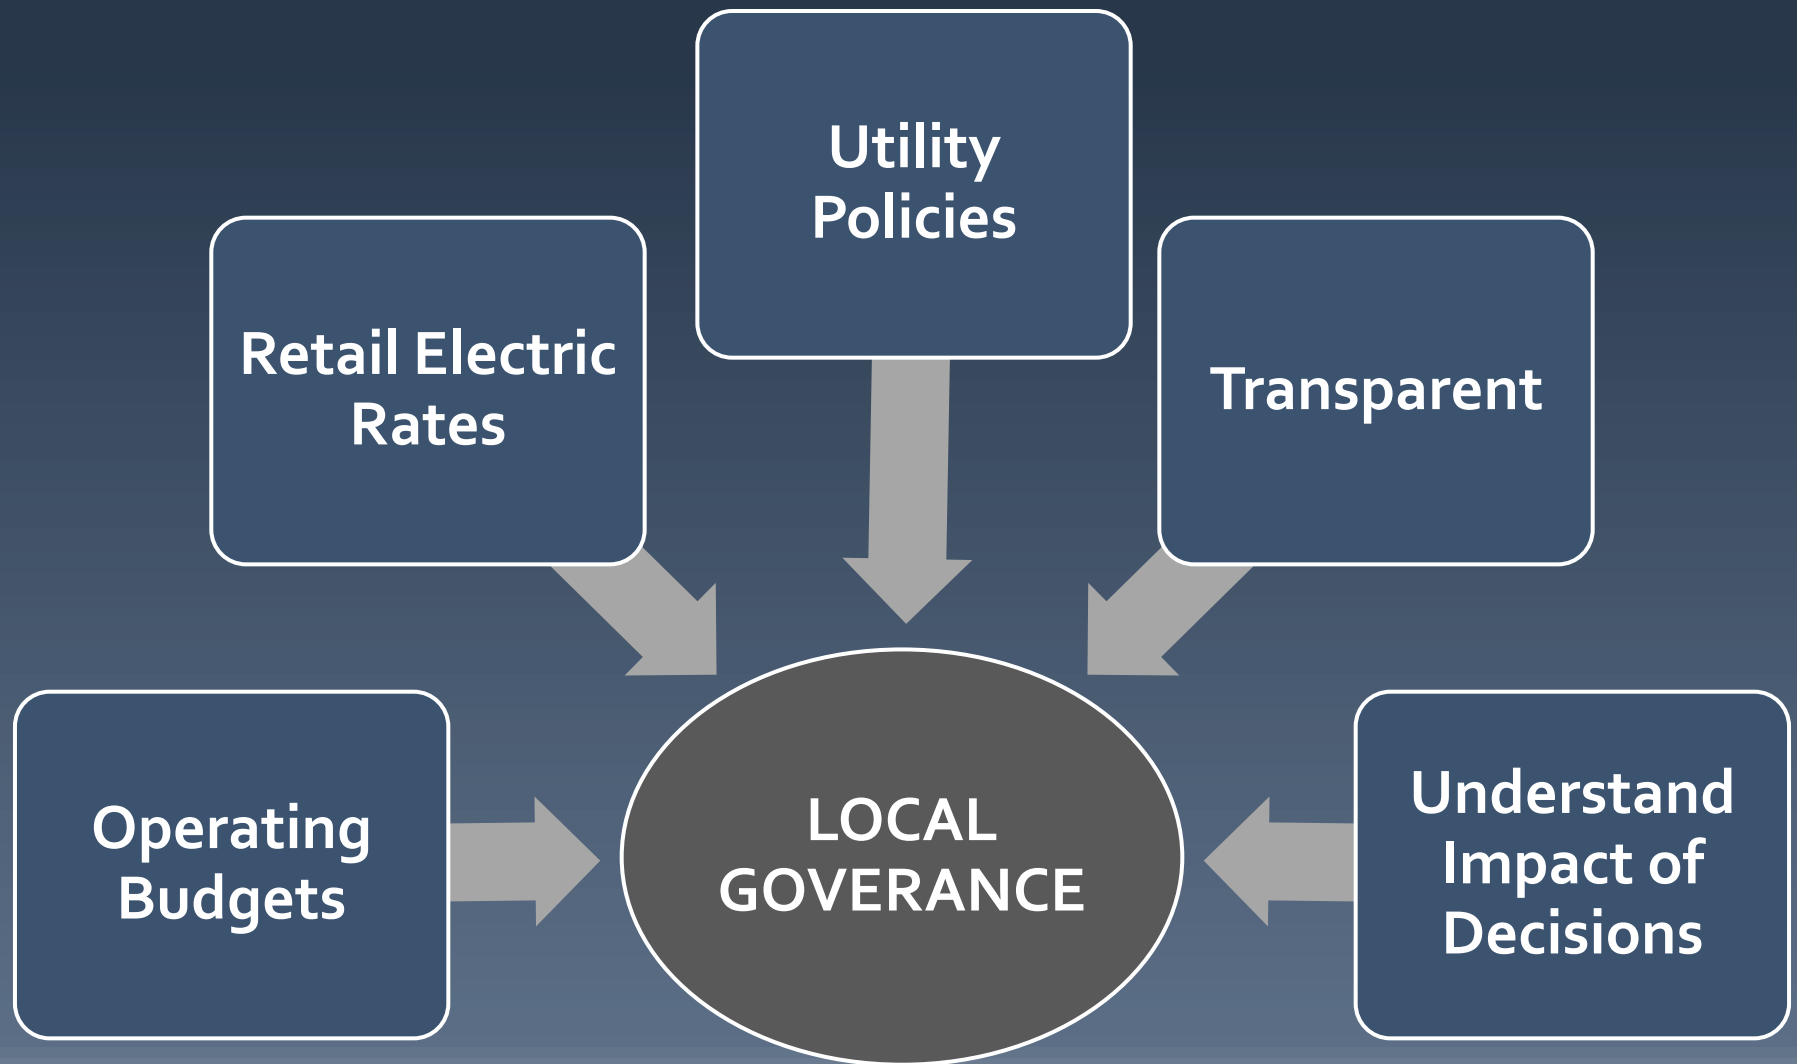 Utility
Policies
Retail Electric
Rates
Transparent
Operating
Budgets
LOCAL
GOVERANCE
Understand
Impact of
Decisions